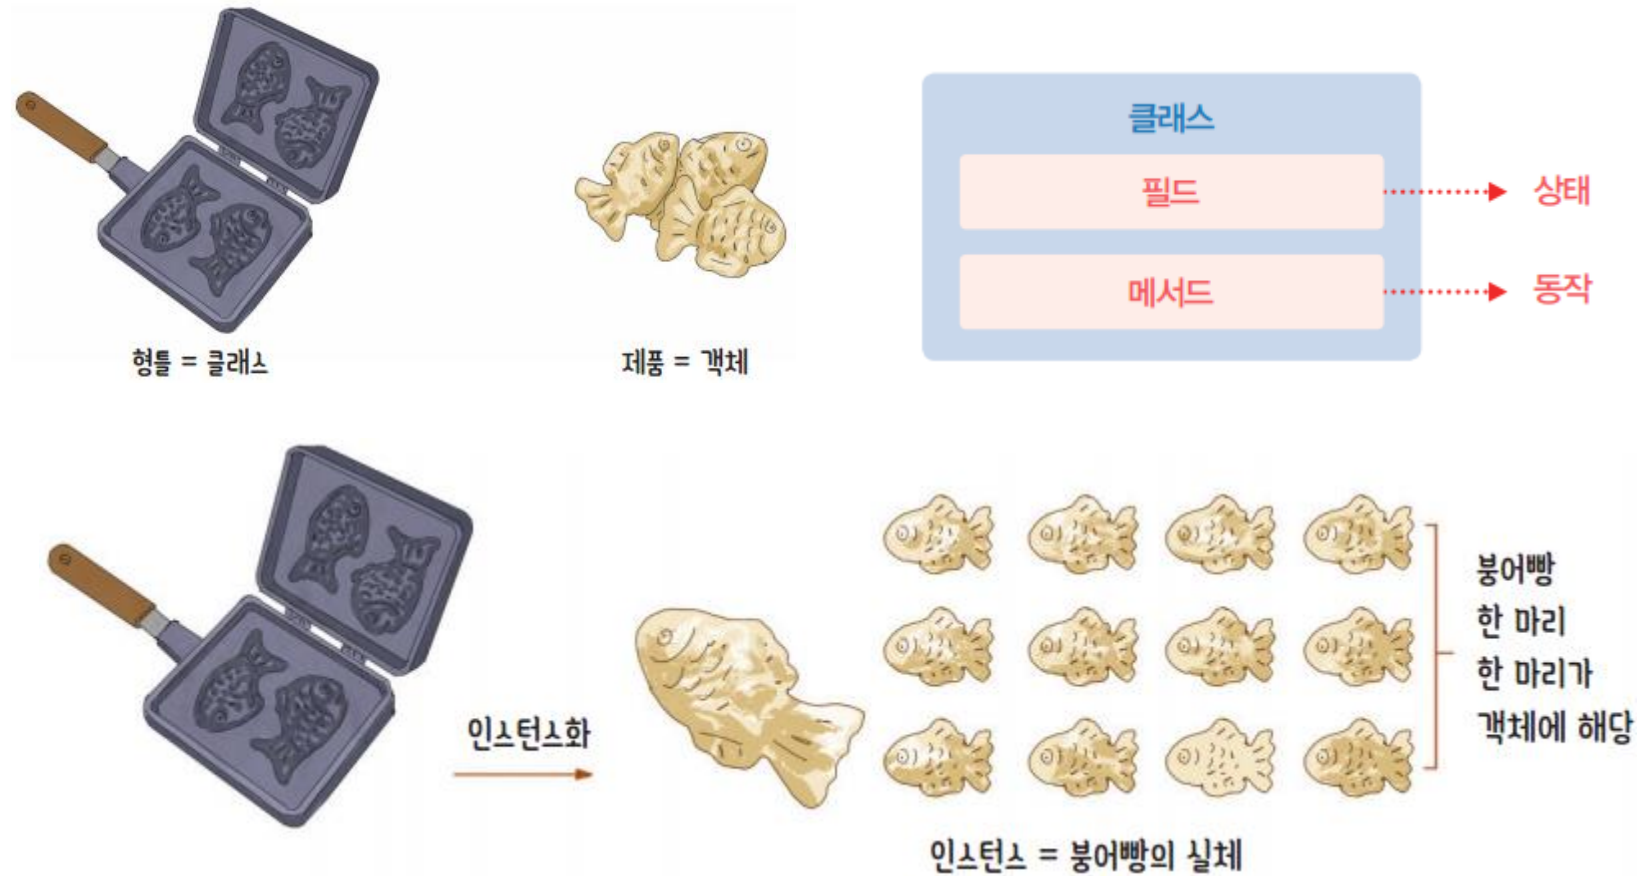 형틀 = 클래스
제품 = 객체
클래스
필드
상태
메서드
동작
인스턴스화
붕어빵
한 마리
한 마리가
객체에 해당
인스턴스 = 붕어빵의 실체